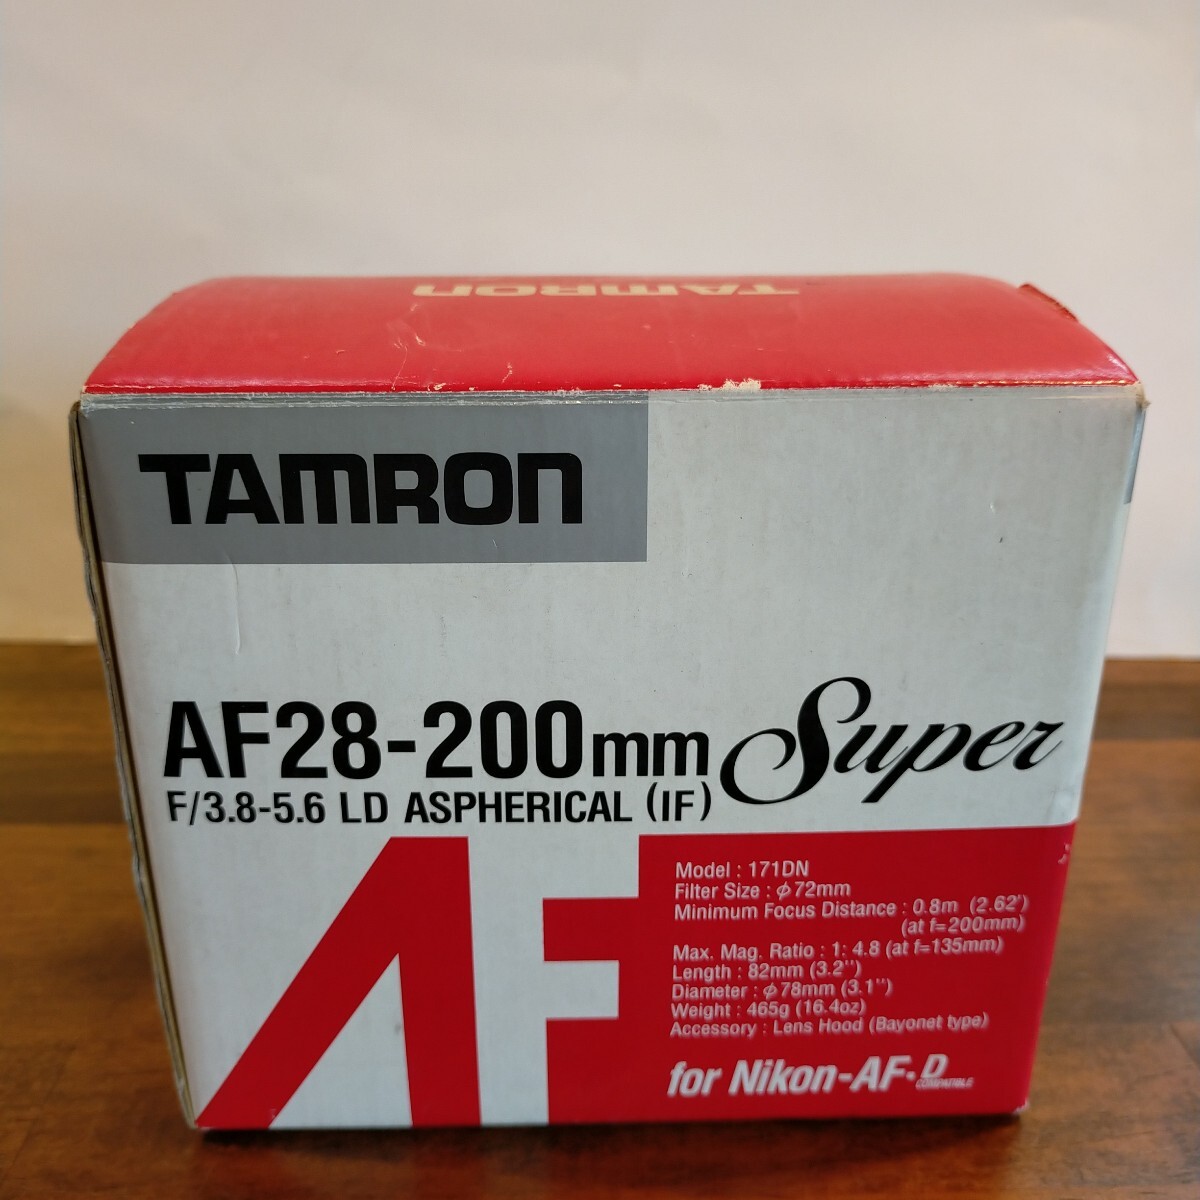 TAMRON
TAMRON
AF28-200mm Super
F/3.8-5.6 LD ASPHERICAL (IF)
AF
Model : 171DN
Filter Size : ϕ72mm
Minimum Focus Distance : 0.8m (2.62')
(at f=200mm)
Max. Mag. Ratio : 1: 4.8 (at f=135mm)
Length : 82mm (3.2")
Diameter : ϕ78mm (3.1")
Weight : 465g (16.4oz)
Accessory : Lens Hood (Bayonet type)
for Nikon-AF-D
COMPATIBLE